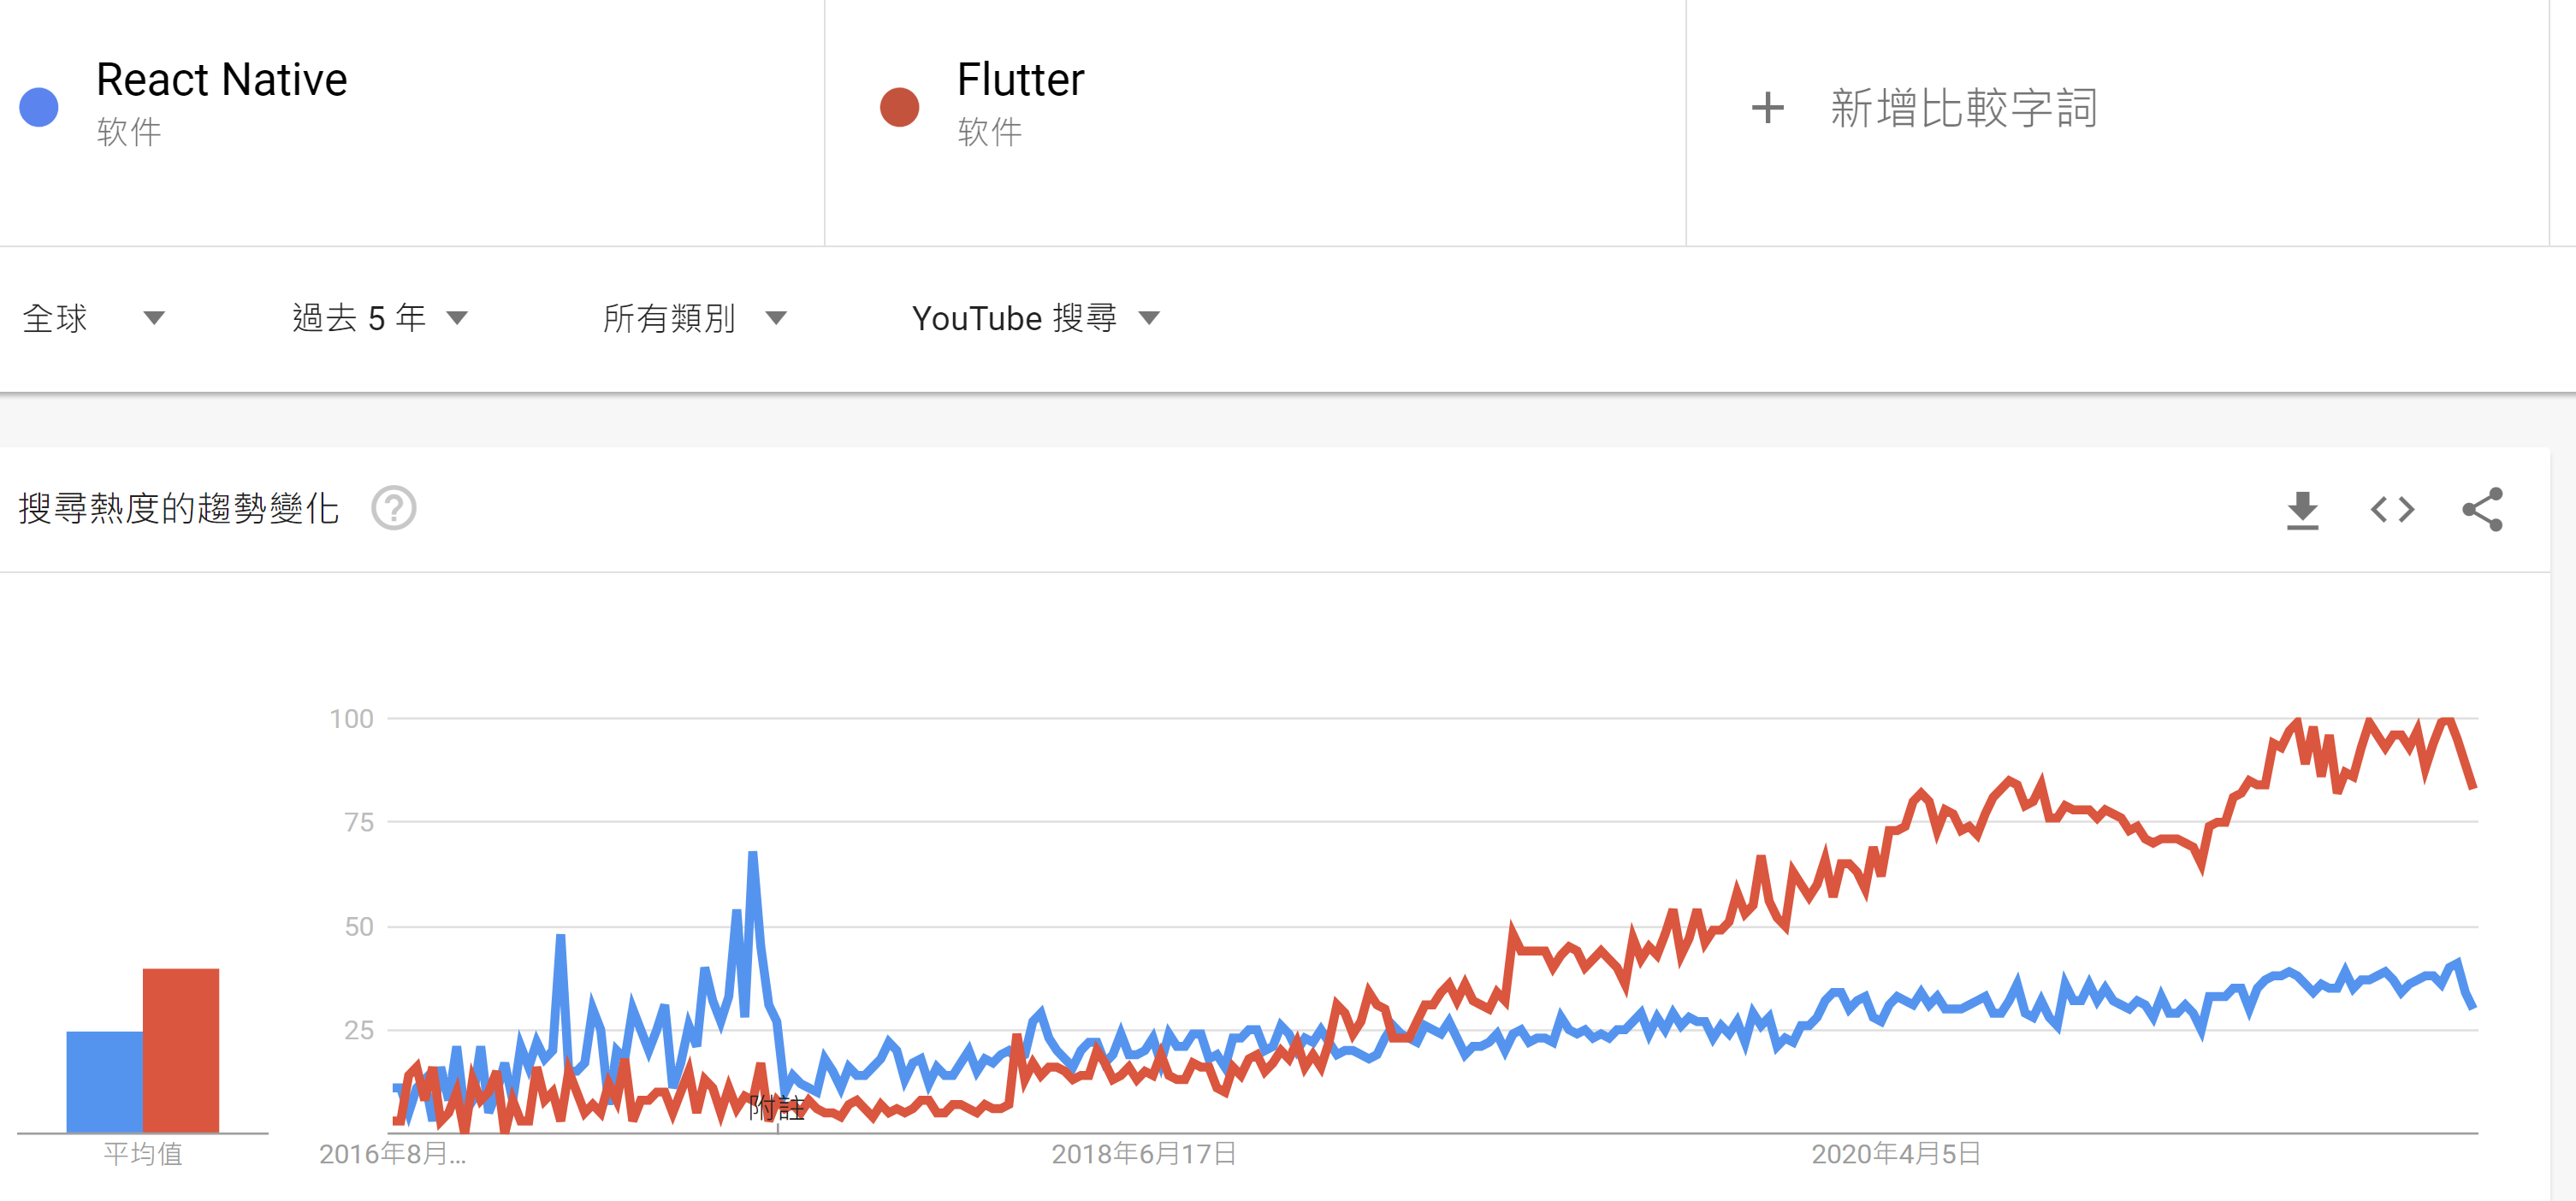 React Native
软件
Flutter
软件
新增比較字詞
全球
過去 5 年
所有類別
YouTube 搜尋
搜尋熱度的趨勢變化
100
75
50
25
附註
平均值
2016年8月...
2018年6月17日
2020年4月5日